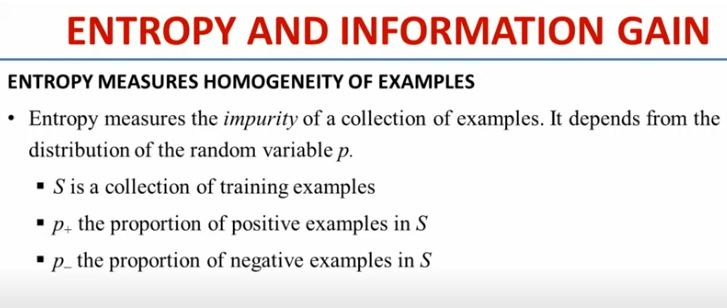 ENTROPY AND INFORMATION GAIN
ENTROPY MEASURES HOMOGENEITY OF EXAMPLES
• Entropy measures the impurity of a collection of examples. It depends from the
distribution of the random variable p.
▪ S is a collection of training examples
▪ p₊ the proportion of positive examples in S
▪ p₋ the proportion of negative examples in S